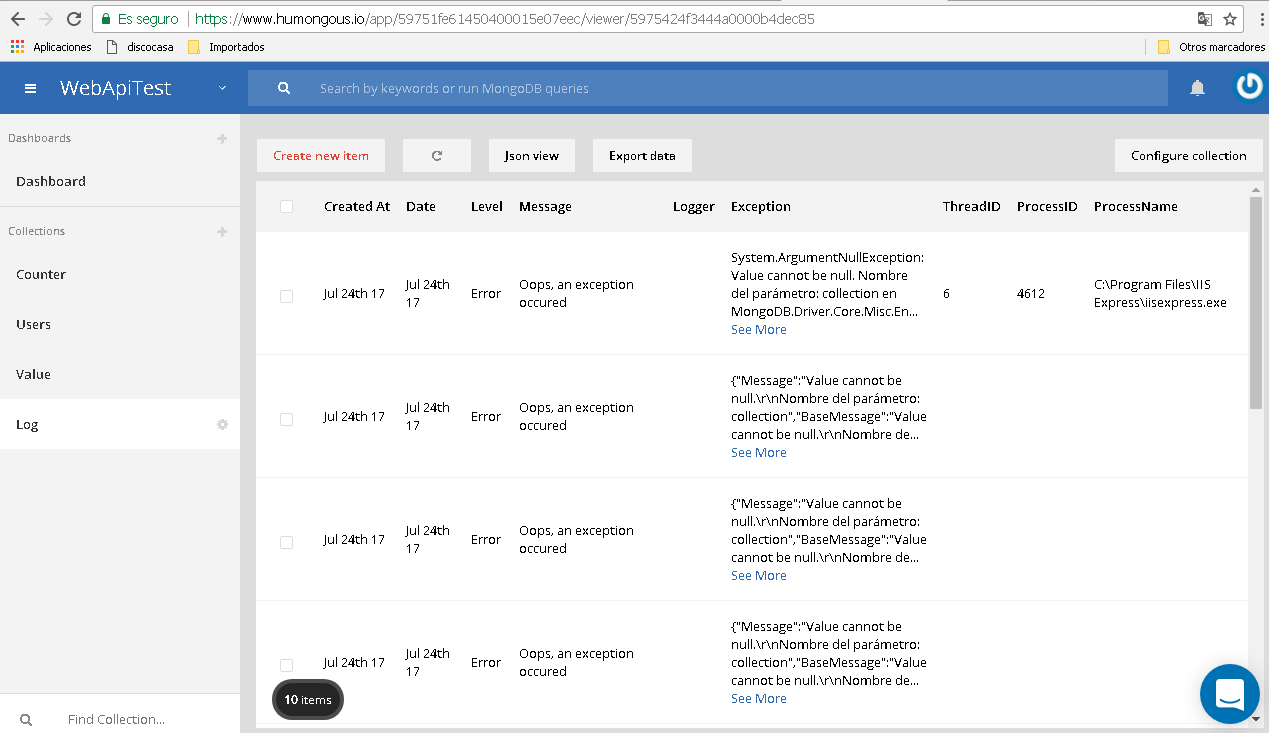 Es seguro https://www.humongous.io/app/59751fe61450400015e07eec/viewer/5975424f3444a0000b4dec85
Aplicaciones discocasa Importados Otros marcadores
WebApiTest Search by keywords or run MongoDB queries
Dashboards
Dashboard
Collections
Counter
Users
Value
Log
Find Collection...
Create new item Json view Export data Configure collection
Created At Date Level Message Logger Exception ThreadID ProcessID ProcessName
Jul 24th 17
Jul 24th
17
Error
Oops, an exception
occured
System.ArgumentNullException:
Value cannot be null. Nombre
del parámetro: collection en
MongoDB.Driver.Core.Misc.En...
See More
6
4612
C:\Program Files\IIS
Express\iisexpress.exe
Jul 24th 17
Jul 24th
17
Error
Oops, an exception
occured
{"Message":"Value cannot be
null.\r\nNombre del parámetro:
collection","BaseMessage":"Value
cannot be null.\r\nNombre de...
See More
Jul 24th 17
Jul 24th
17
Error
Oops, an exception
occured
{"Message":"Value cannot be
null.\r\nNombre del parámetro:
collection","BaseMessage":"Value
cannot be null.\r\nNombre de...
See More
Jul 24th 17
Jul 24th
17
Error
Oops, an exception
occured
{"Message":"Value cannot be
null.\r\nNombre del parámetro:
collection","BaseMessage":"Value
cannot be null.\r\nNombre de...
See More
10 items